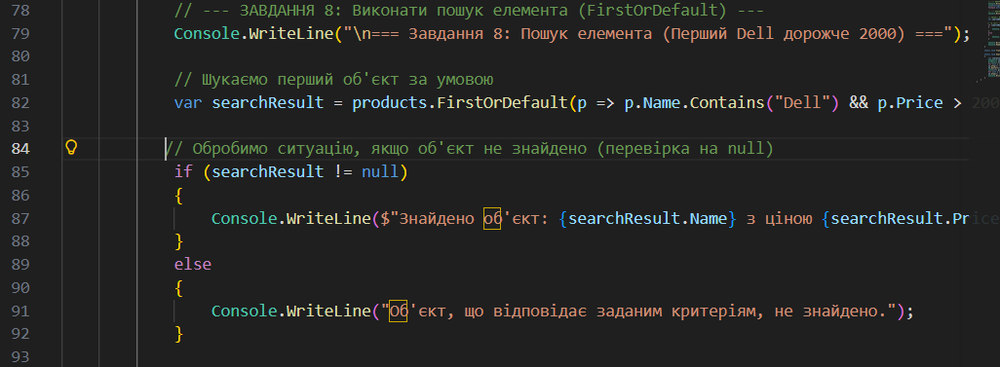 78 // --- ЗАВДАННЯ 8: Виконати пошук елемента (FirstOrDefault) ---
79 Console.WriteLine("\n=== Завдання 8: Пошук елемента (Перший Dell дорожче 2000) ===");
80
81 // Шукаємо перший об'єкт за умовою
82 var searchResult = products.FirstOrDefault(p => p.Name.Contains("Dell") && p.Price > 200
83
84 // Обробимо ситуацію, якщо об'єкт не знайдено (перевірка на null)
85 if (searchResult != null)
86 {
87 Console.WriteLine($"Знайдено об'єкт: {searchResult.Name} з ціною {searchResult.Price
88 }
89 else
90 {
91 Console.WriteLine("Об'єкт, що відповідає заданим критеріям, не знайдено.");
92 }
93